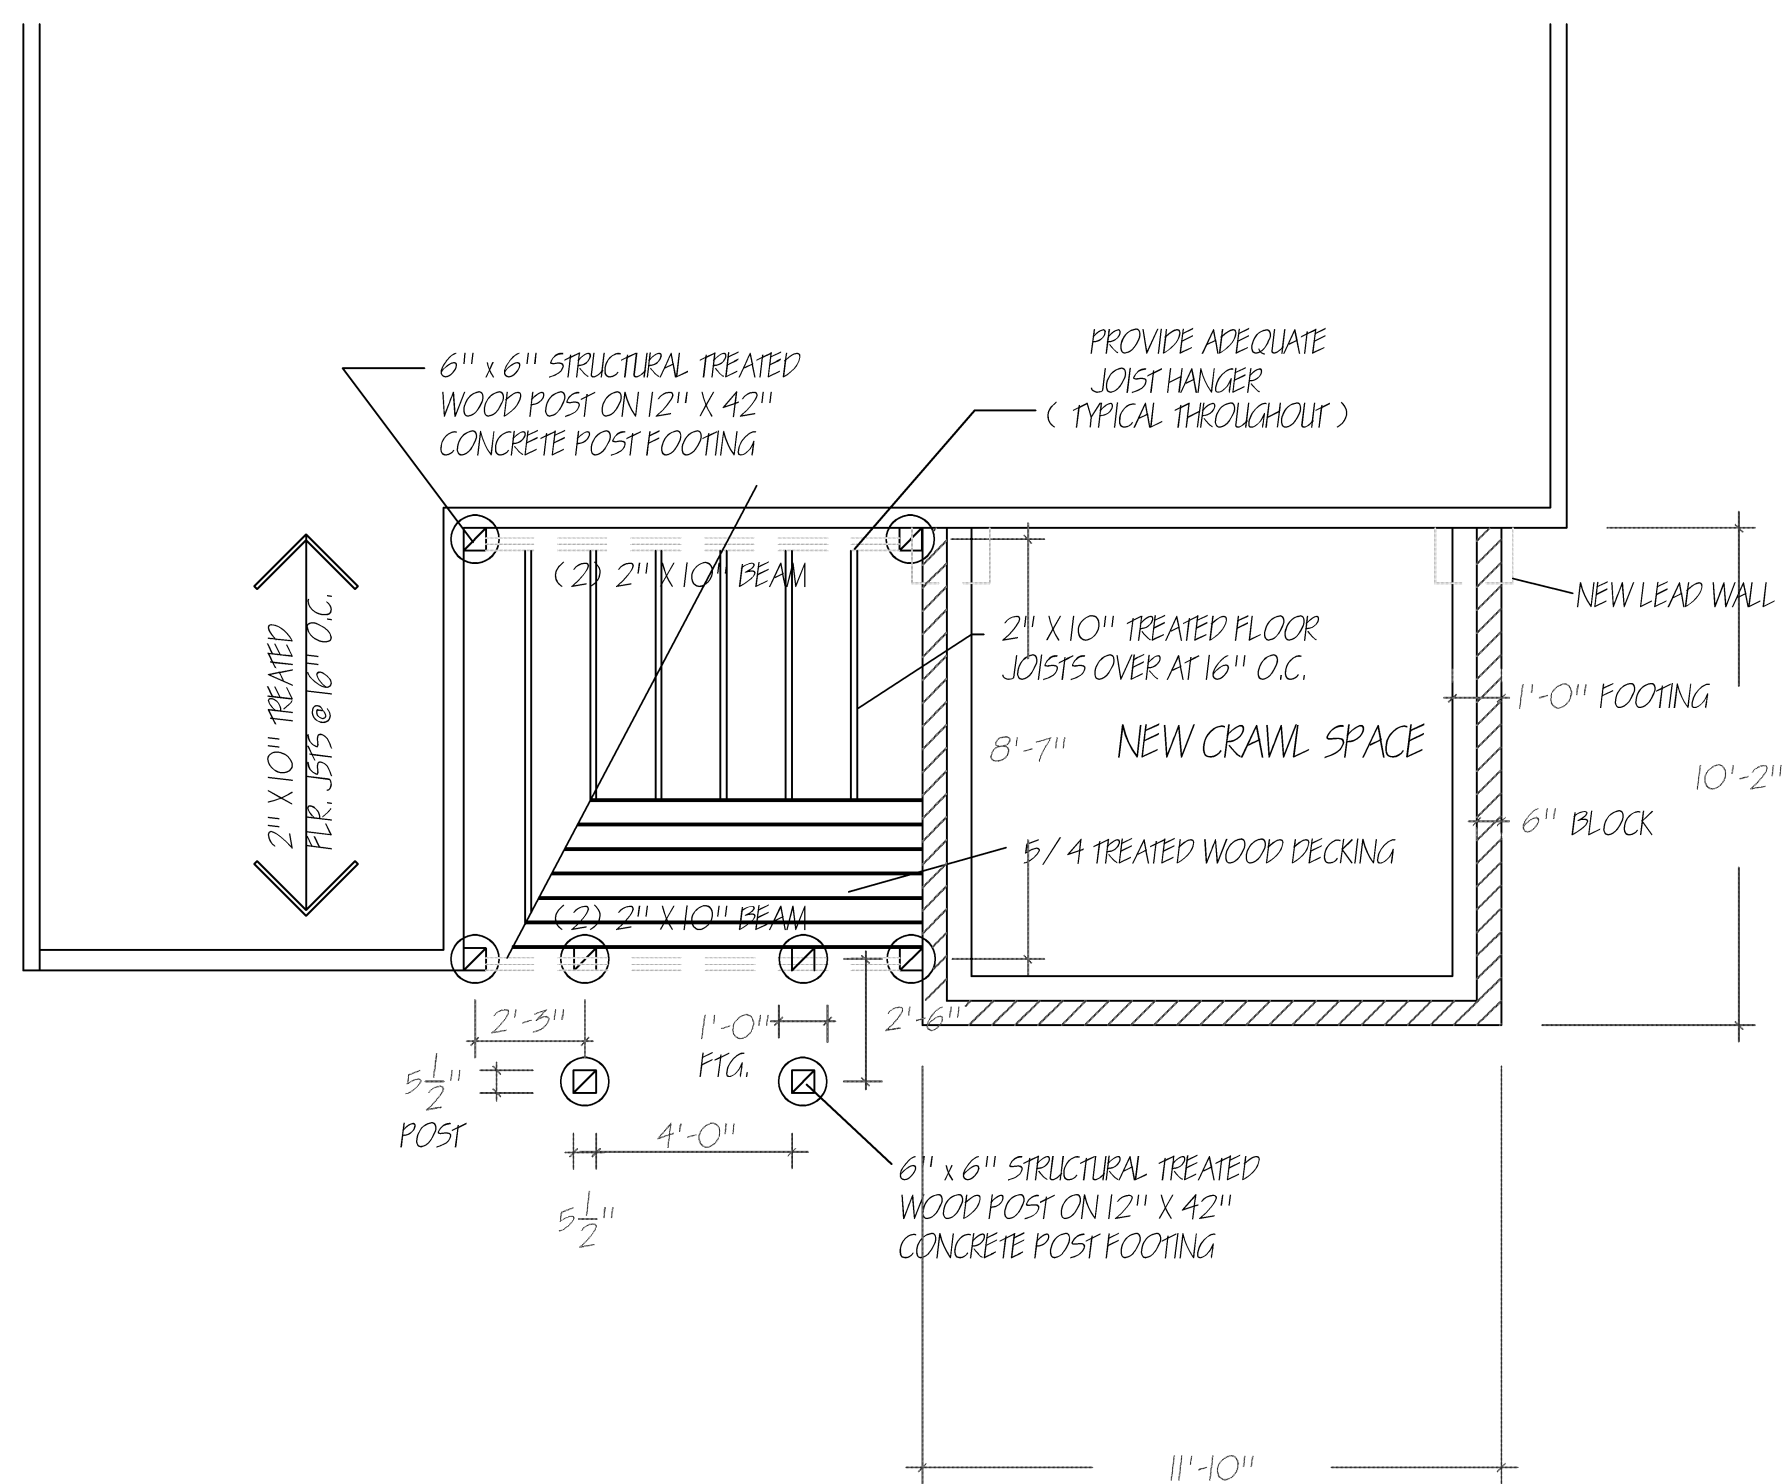 PROVIDE ADEQUATE
JOIST HANGER
( TYPICAL THROUGHOUT )
6" x 6" STRUCTURAL TREATED
WOOD POST ON 12" X 42"
CONCRETE POST FOOTING
(2) 2" X 10" BEAM
NEW LEAD WALL
2" X 10" TREATED
FLR. JSTS @ 16" O.C.
2" X 10" TREATED FLOOR
JOISTS OVER AT 16" O.C.
1'-0" FOOTING
8'-7"
NEW CRAWL SPACE
10'-2"
6" BLOCK
5/4 TREATED WOOD DECKING
(2) 2" X 10" BEAM
2'-3"
1'-0"
FTG.
2'-6"
5 1/2"
POST
4'-0"
5 1/2"
6" x 6" STRUCTURAL TREATED
WOOD POST ON 12" X 42"
CONCRETE POST FOOTING
11'-10"